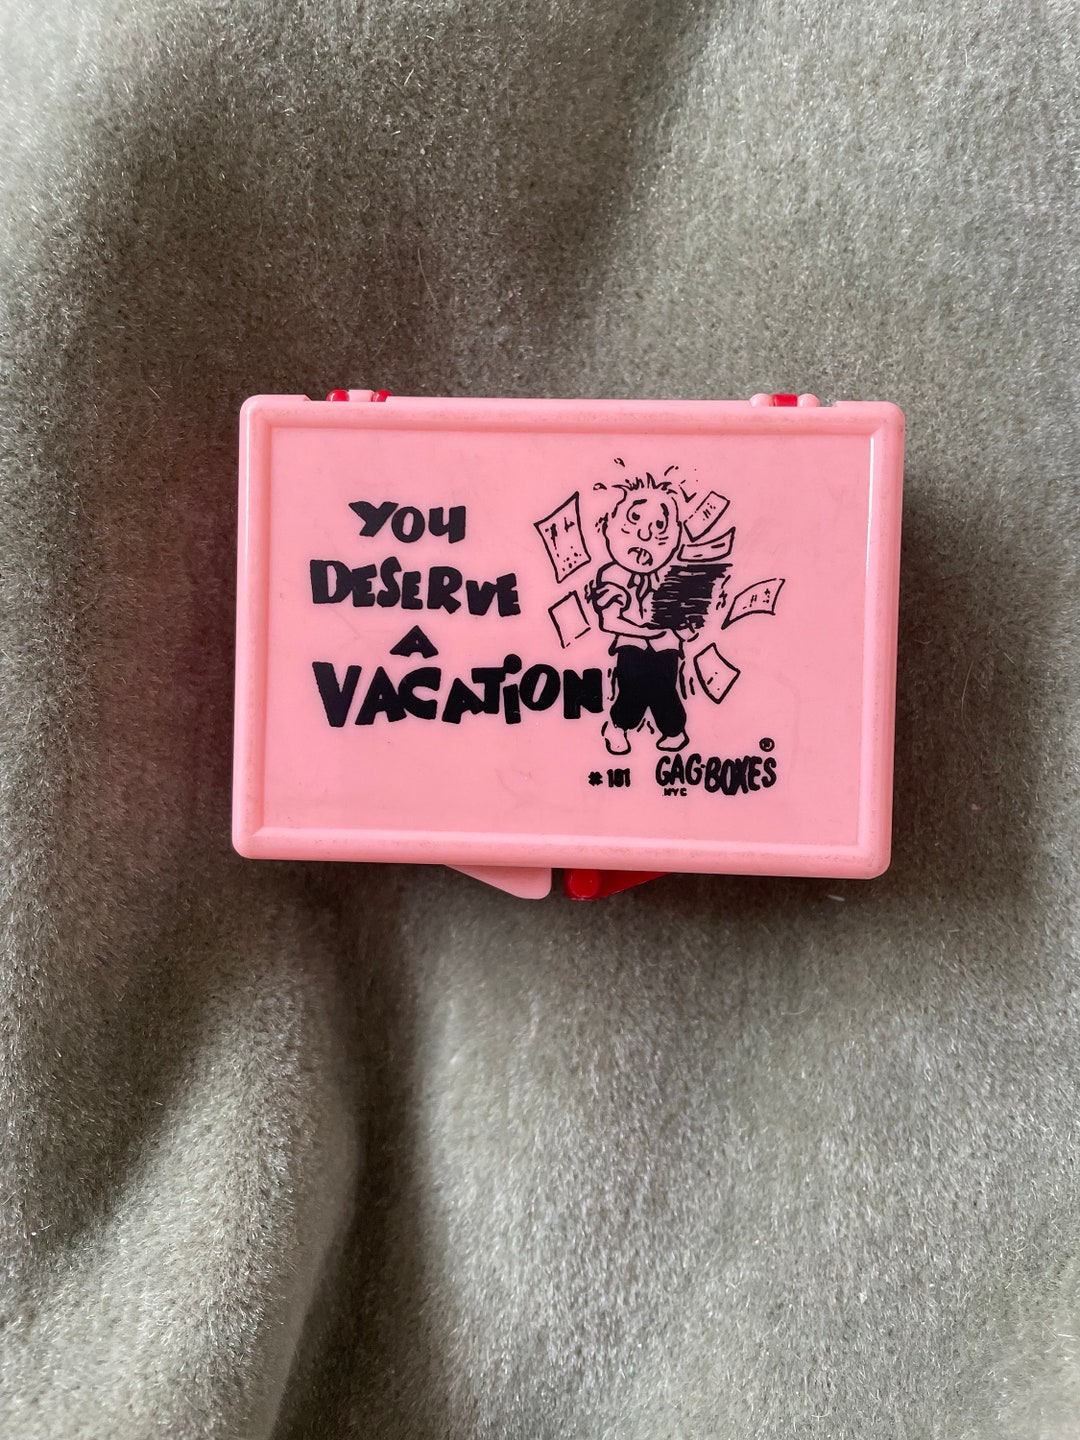 YOU
DESERVE
A
VACATiON
# 101 GAG-BOXES ®
NYC